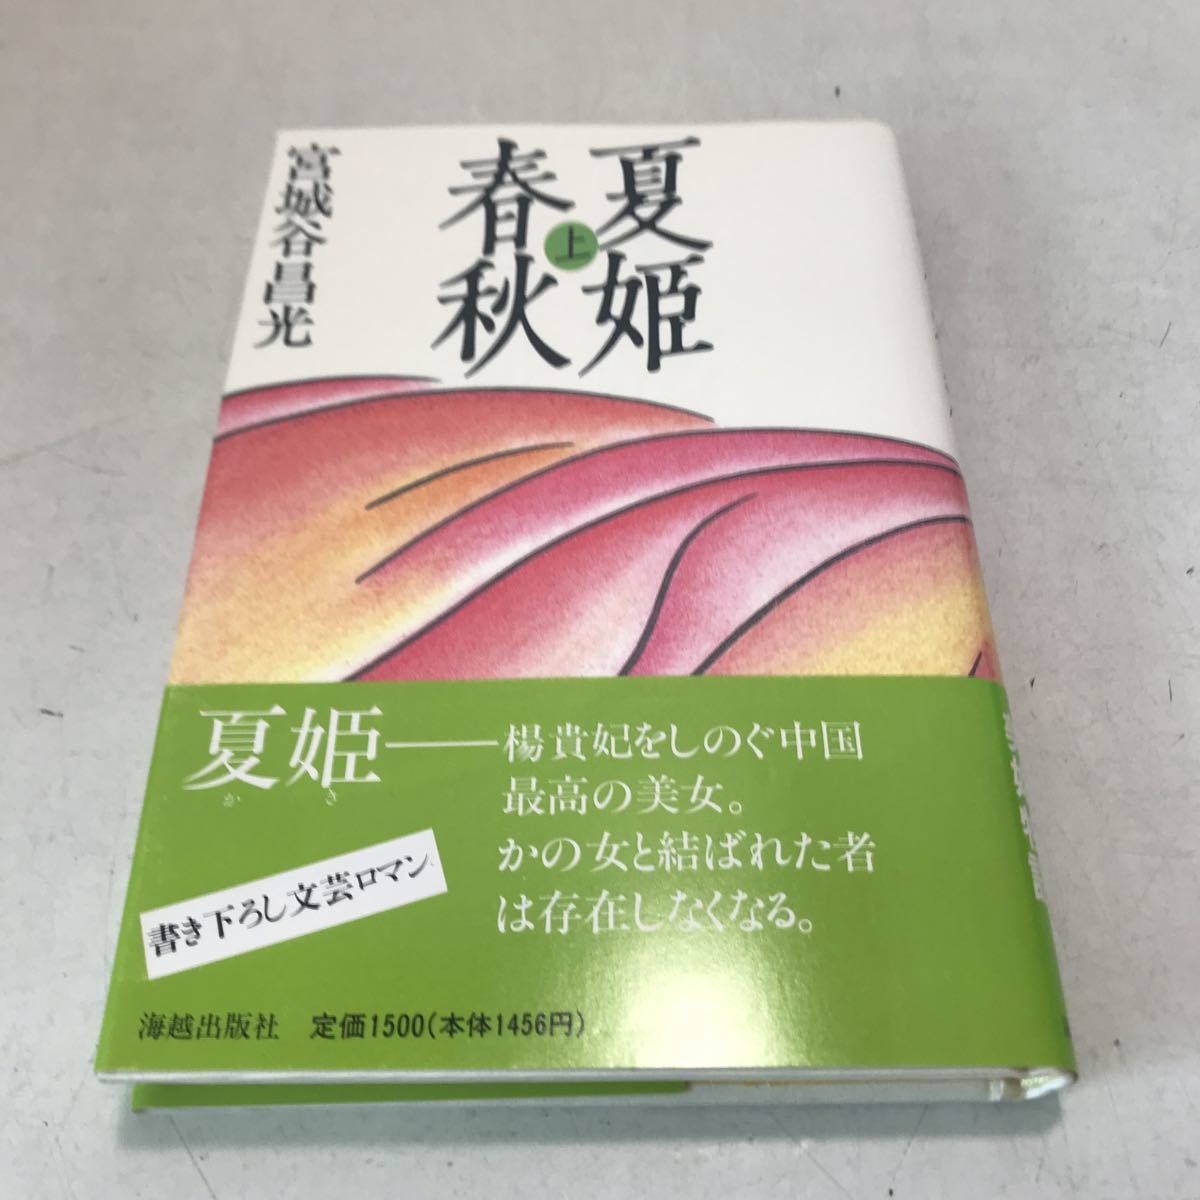 夏姫
春秋
上
宮城谷昌光
夏姫──楊貴妃をしのぐ中国
かき
最高の美女。
かの女と結ばれた者
は存在しなくなる。
書き下ろし文芸ロマン
海越出版社 定価1500(本体1456円)